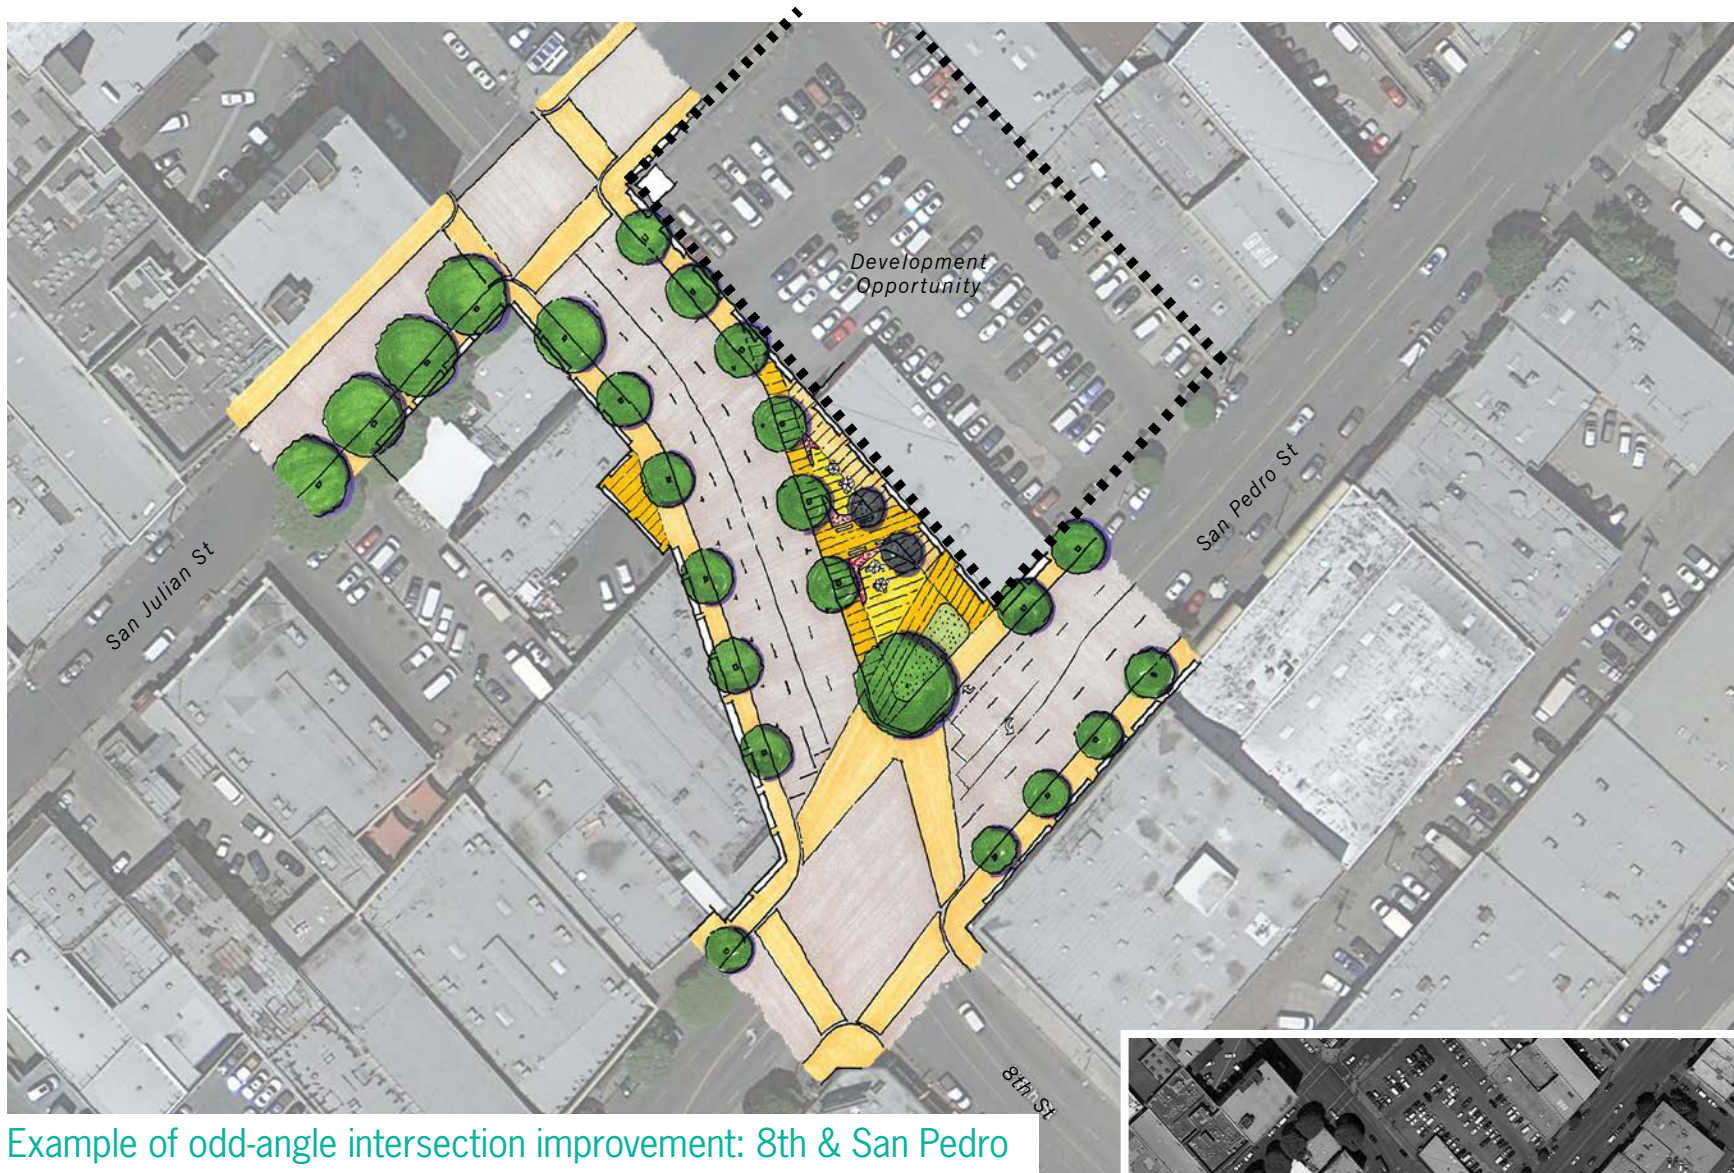 Development
Opportunity
San Pedro St
San Julian St
8th St
Example of odd-angle intersection improvement: 8th & San Pedro